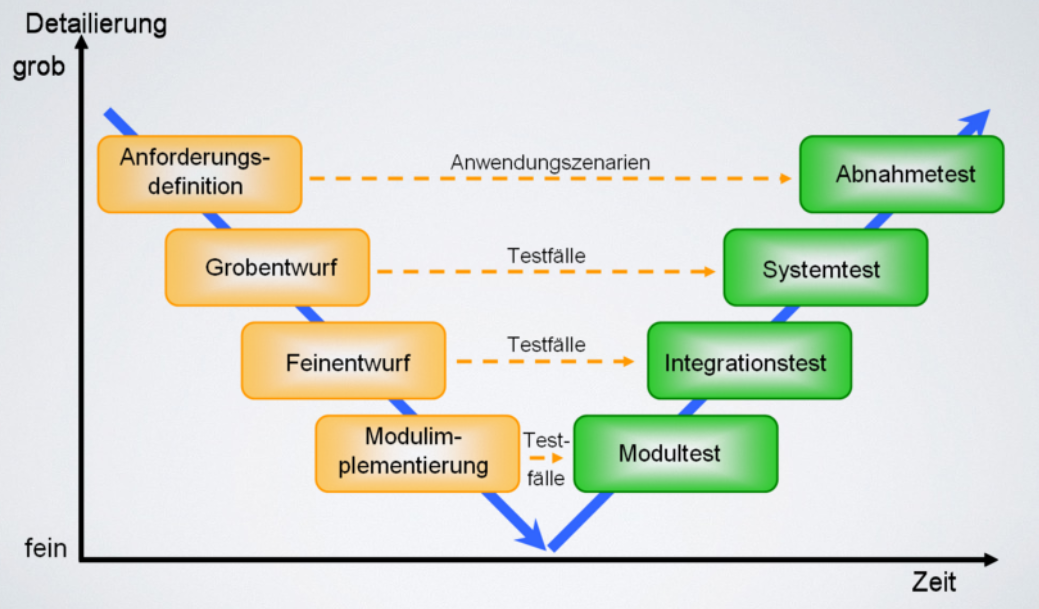 Detailierung
grob
Anforderungs-
definition
Anwendungszenarien
Abnahmetest
Grobentwurf
Testfälle
Systemtest
Feinentwurf
Testfälle
Integrationstest
Modulim-
plementierung
Test-
fälle
Modultest
fein
Zeit